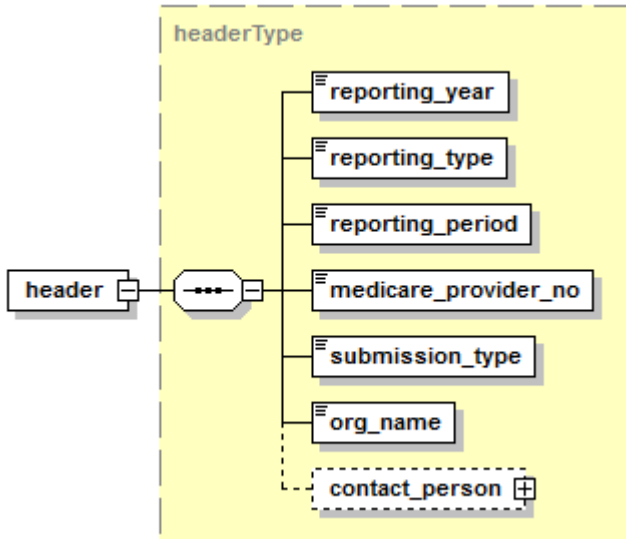 headerType
reporting_year
reporting_type
reporting_period
header
medicare_provider_no
submission_type
org_name
contact_person